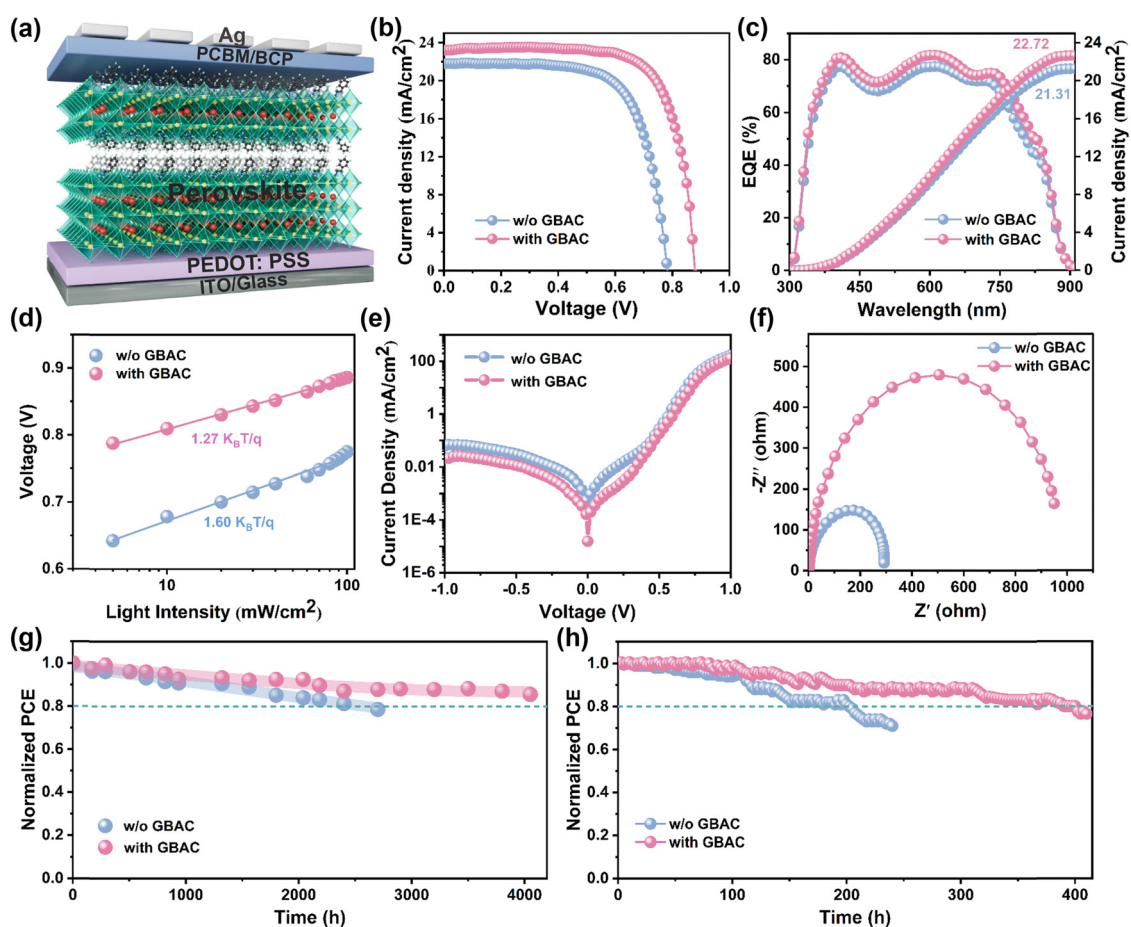 (a)
Ag
PCBM/BCP
Perovskite
PEDOT: PSS
ITO/Glass
(b)
Current density (mA/cm2)
24
20
16
12
8
4
0
w/o GBAC
with GBAC
0.0 0.2 0.4 0.6 0.8 1.0
Voltage (V)
(c)
EQE (%)
80
60
40
20
0
22.72
21.31
w/o GBAC
with GBAC
300 450 600 750 900
Wavelength (nm)
24
20
16
12
8
4
0
Current density (mA/cm2)
(d)
Voltage (V)
0.9
0.8
0.7
0.6
w/o GBAC
with GBAC
1.27 KBT/q
1.60 KBT/q
10 100
Light Intensity (mW/cm2)
(e)
Current Density (mA/cm2)
100
1
0.01
1E-4
1E-6
w/o GBAC
with GBAC
-1.0 -0.5 0.0 0.5 1.0
Voltage (V)
(f)
-Z'' (ohm)
500
400
300
200
100
0
w/o GBAC
with GBAC
0 200 400 600 800 1000
Z' (ohm)
(g)
Normalized PCE
1.0
0.8
0.6
0.4
0.2
0.0
w/o GBAC
with GBAC
0 1000 2000 3000 4000
Time (h)
(h)
Normalized PCE
1.0
0.8
0.6
0.4
0.2
0.0
w/o GBAC
with GBAC
0 100 200 300 400
Time (h)